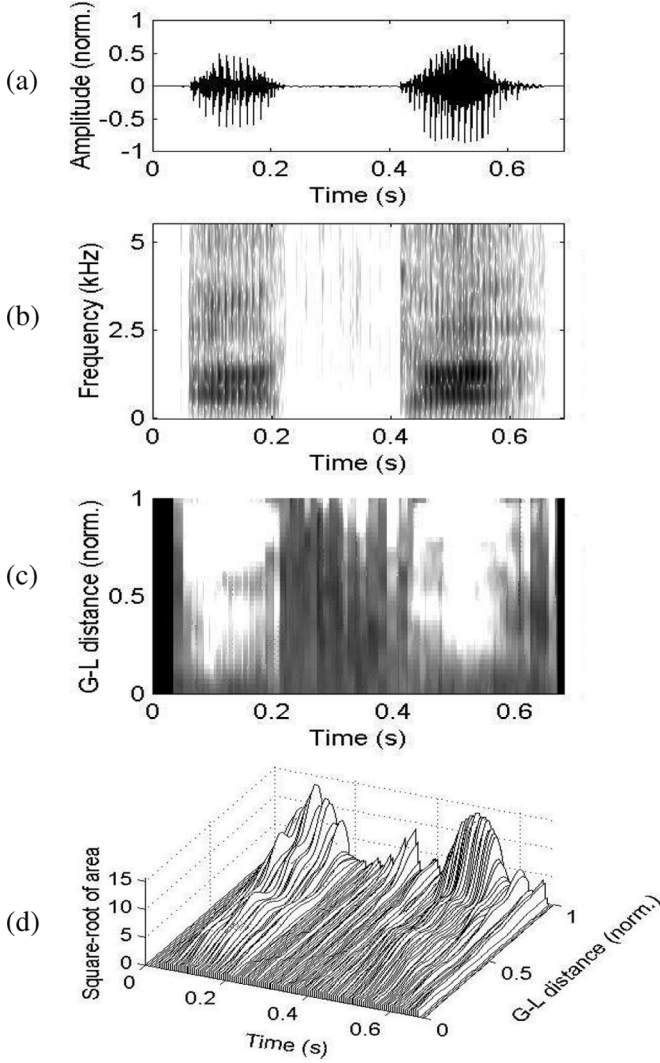 (a)
Amplitude (norm.)
1
0.5
0
-0.5
-1
0 0.2 0.4 0.6
Time (s)
(b)
Frequency (kHz)
5
2.5
0
0 0.2 0.4 0.6
Time (s)
(c)
G-L distance (norm.)
1
0.5
0
0 0.2 0.4 0.6
Time (s)
(d)
Square-root of area
15
10
5
0
0 0.2 0.4 0.6
Time (s)
0 0.5 1
G-L distance (norm.)